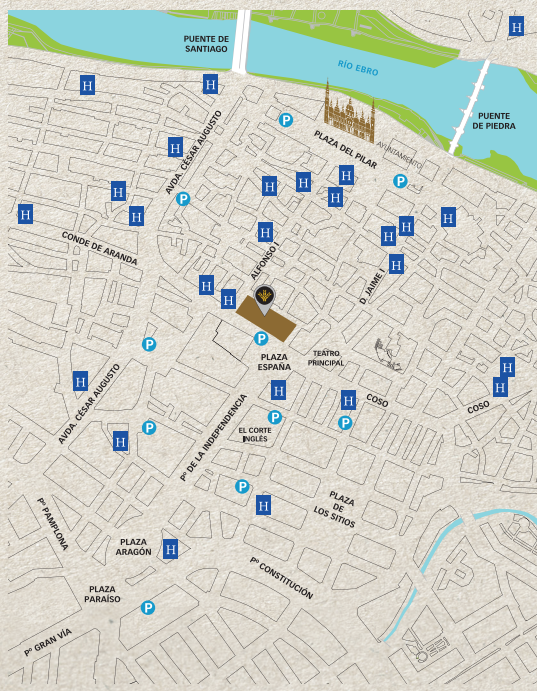 H
PUENTE DE
SANTIAGO
RÍO EBRO
H
H
PUENTE
DE PIEDRA
P
AVDA. CÉSAR AUGUSTO
PLAZA DEL PILAR
AYUNTAMIENTO
H
H
H
H
P
H
H
P
H
H
H
H
H
H
H
CONDE DE ARANDA
ALFONSO I
H
D. JAIME I
H
H
P
P
PLAZA
ESPAÑA
TEATRO
PRINCIPAL
H
H
H
AVDA. CÉSAR AUGUSTO
H
H
COSO
COSO
Pº DE LA INDEPENDENCIA
P
P
P
EL CORTE
INGLÉS
H
P
H
PLAZA
DE
LOS SITIOS
Pº PAMPLONA
PLAZA
ARAGÓN
H
Pº CONSTITUCIÓN
PLAZA
PARAÍSO
P
Pº GRAN VÍA